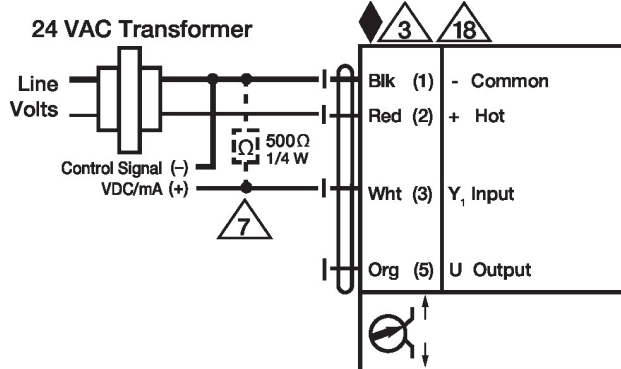 24 VAC Transformer
3
18
Line
Volts
Blk (1) - Common
Red (2) + Hot
Ω 500Ω
1/4 W
Control Signal (–)
VDC/mA (+)
Wht (3) Y1 Input
7
Org (5) U Output